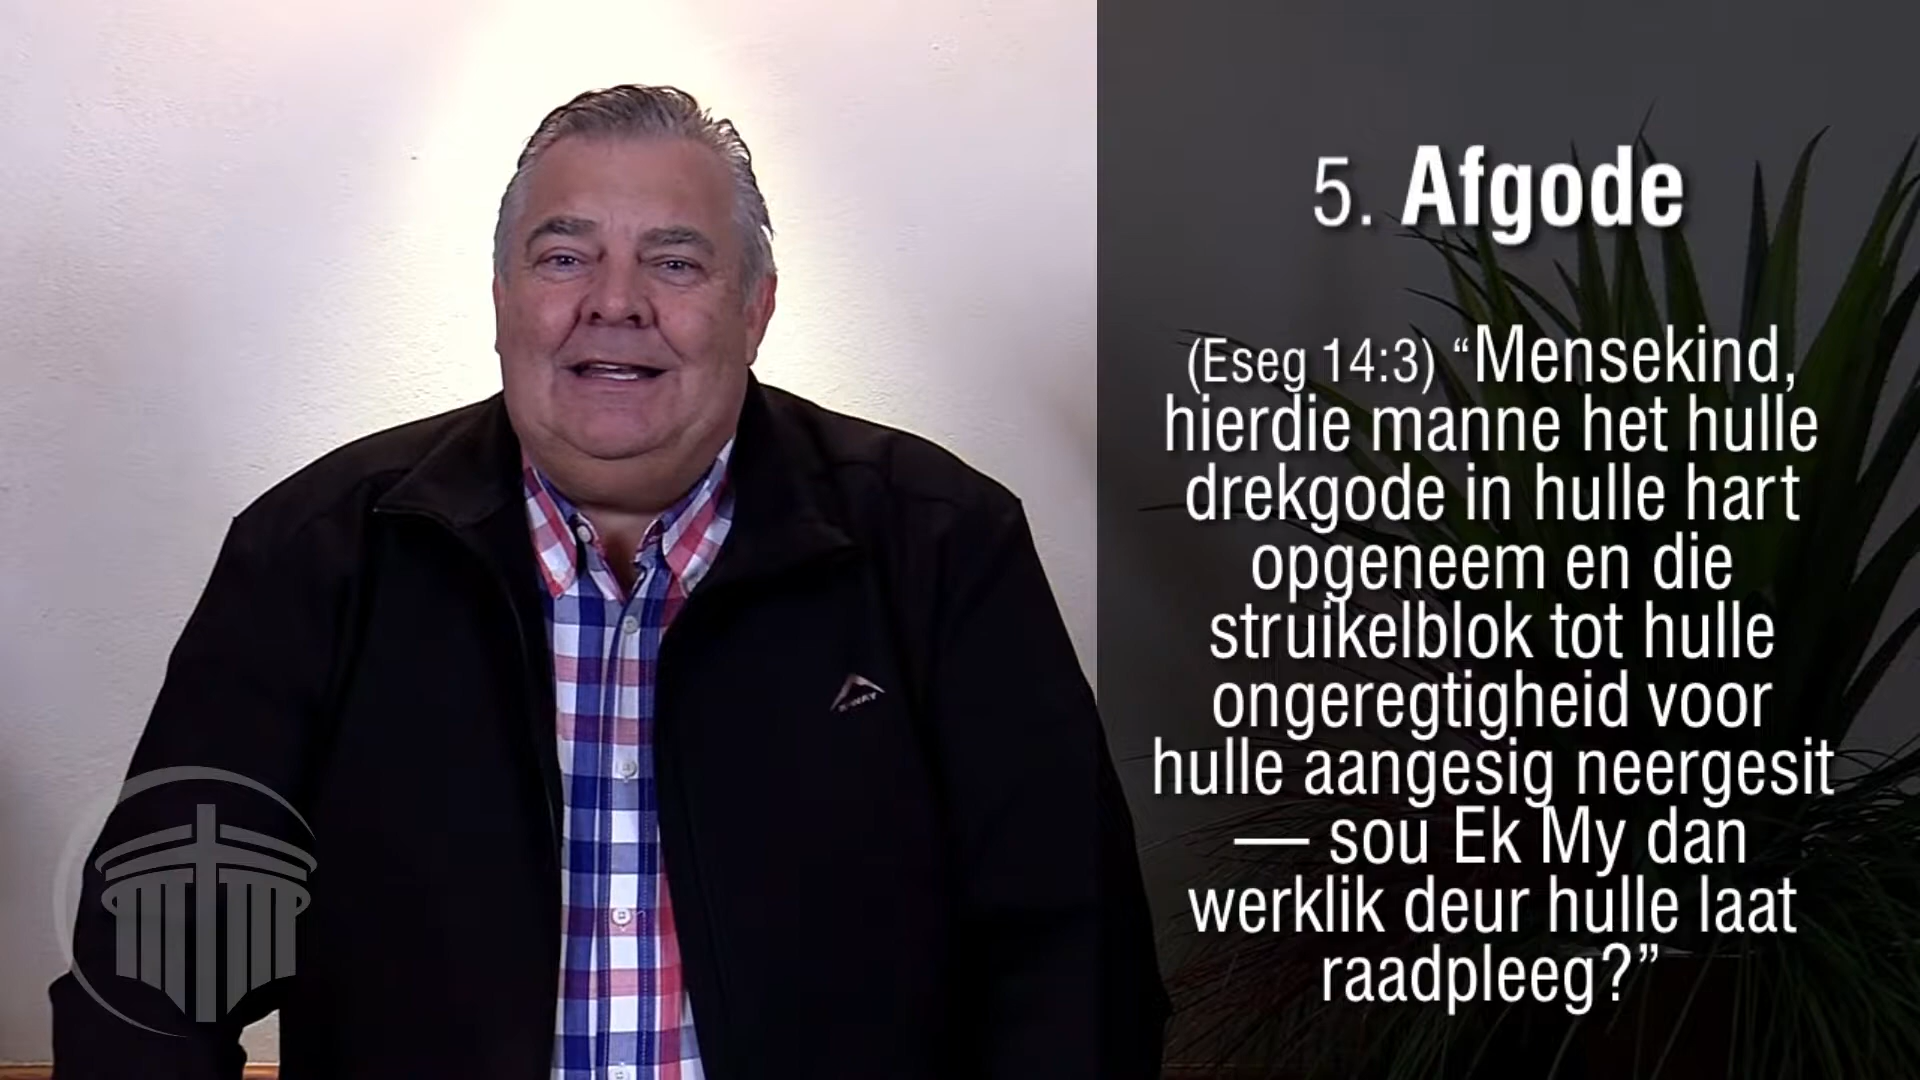 5. Afgode
(Eseg 14:3) “Mensekind,
hierdie manne het hulle
drekgode in hulle hart
opgeneem en die
struikelblok tot hulle
ongeregtigheid voor
hulle aangesig neergesit
— sou Ek My dan
werklik deur hulle laat
raadpleeg?”
K-WAY